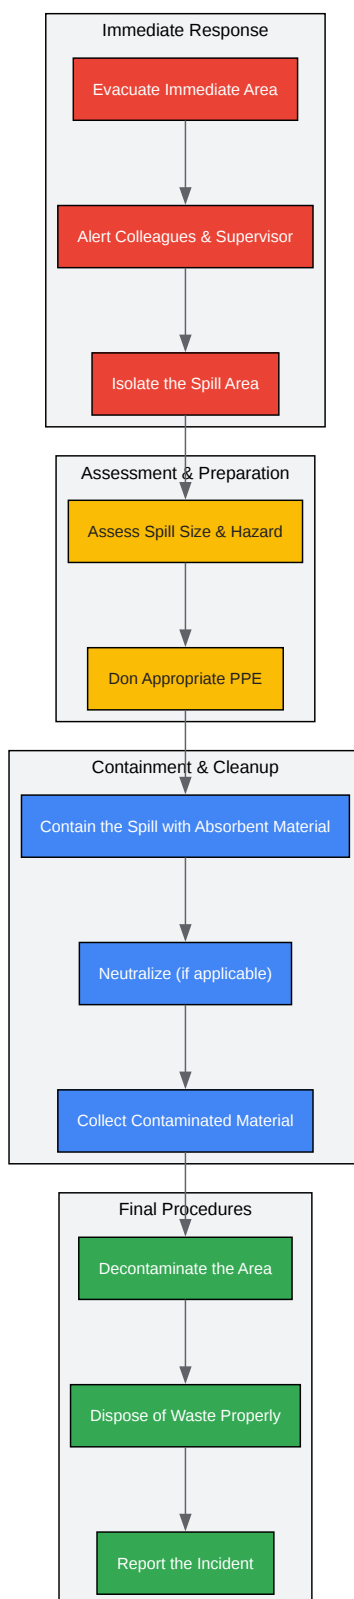 Immediate Response
Evacuate Immediate Area
Alert Colleagues & Supervisor
Isolate the Spill Area
Assessment & Preparation
Assess Spill Size & Hazard
Don Appropriate PPE
Containment & Cleanup
Contain the Spill with Absorbent Material
Neutralize (if applicable)
Collect Contaminated Material
Final Procedures
Decontaminate the Area
Dispose of Waste Properly
Report the Incident